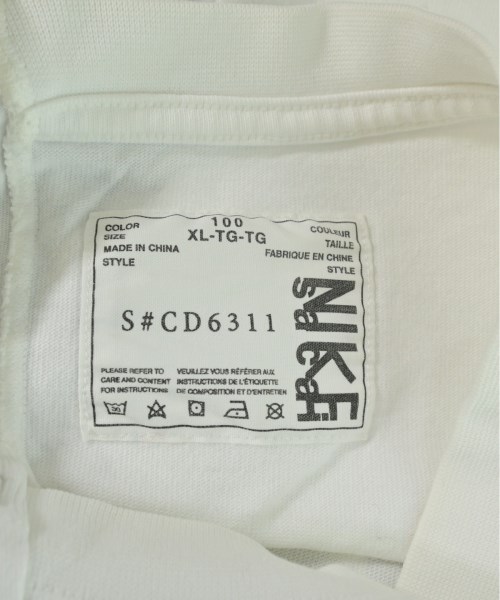 COLOR 100 COULEUR
SIZE XL-TG-TG TAILLE
MADE IN CHINA FABRIQUE EN CHINE
STYLE STYLE
S#CD6311
NIKE
sacai
PLEASE REFER TO
CARE AND CONTENT
FOR INSTRUCTIONS
VEUILLEZ VOUS RÉFÉRER AUX
INSTRUCTIONS DE L'ÉTIQUETTE
DE COMPOSITION ET D'ENTRETIEN
30